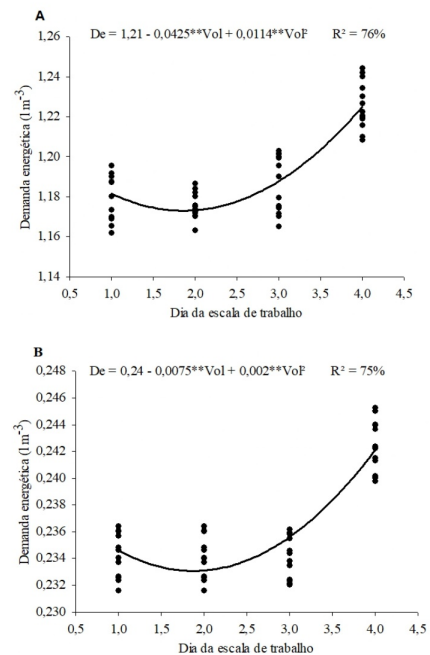 A
De = 1,21 - 0,0425**Vol + 0,0114**Vol² R² = 76%
1,26
1,24
1,22
1,20
1,18
1,16
1,14
Demanda energética (l m-3)
0,5 1,0 1,5 2,0 2,5 3,0 3,5 4,0 4,5
Dia da escala de trabalho
B
De = 0,24 - 0,0075**Vol + 0,002**Vol² R² = 75%
0,248
0,246
0,244
0,242
0,240
0,238
0,236
0,234
0,232
0,230
Demanda energética (l m-3)
0,5 1,0 1,5 2,0 2,5 3,0 3,5 4,0 4,5
Dia da escala de trabalho